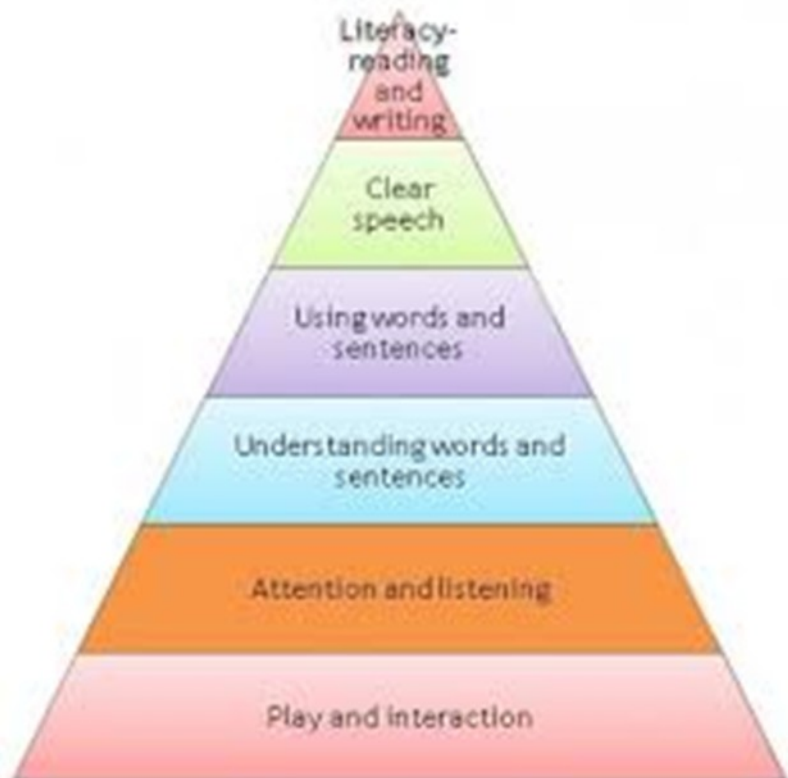 Literacy-
reading
and
writing
Clear
speech
Using words and
sentences
Understanding words and
sentences
Attention and listening
Play and interaction